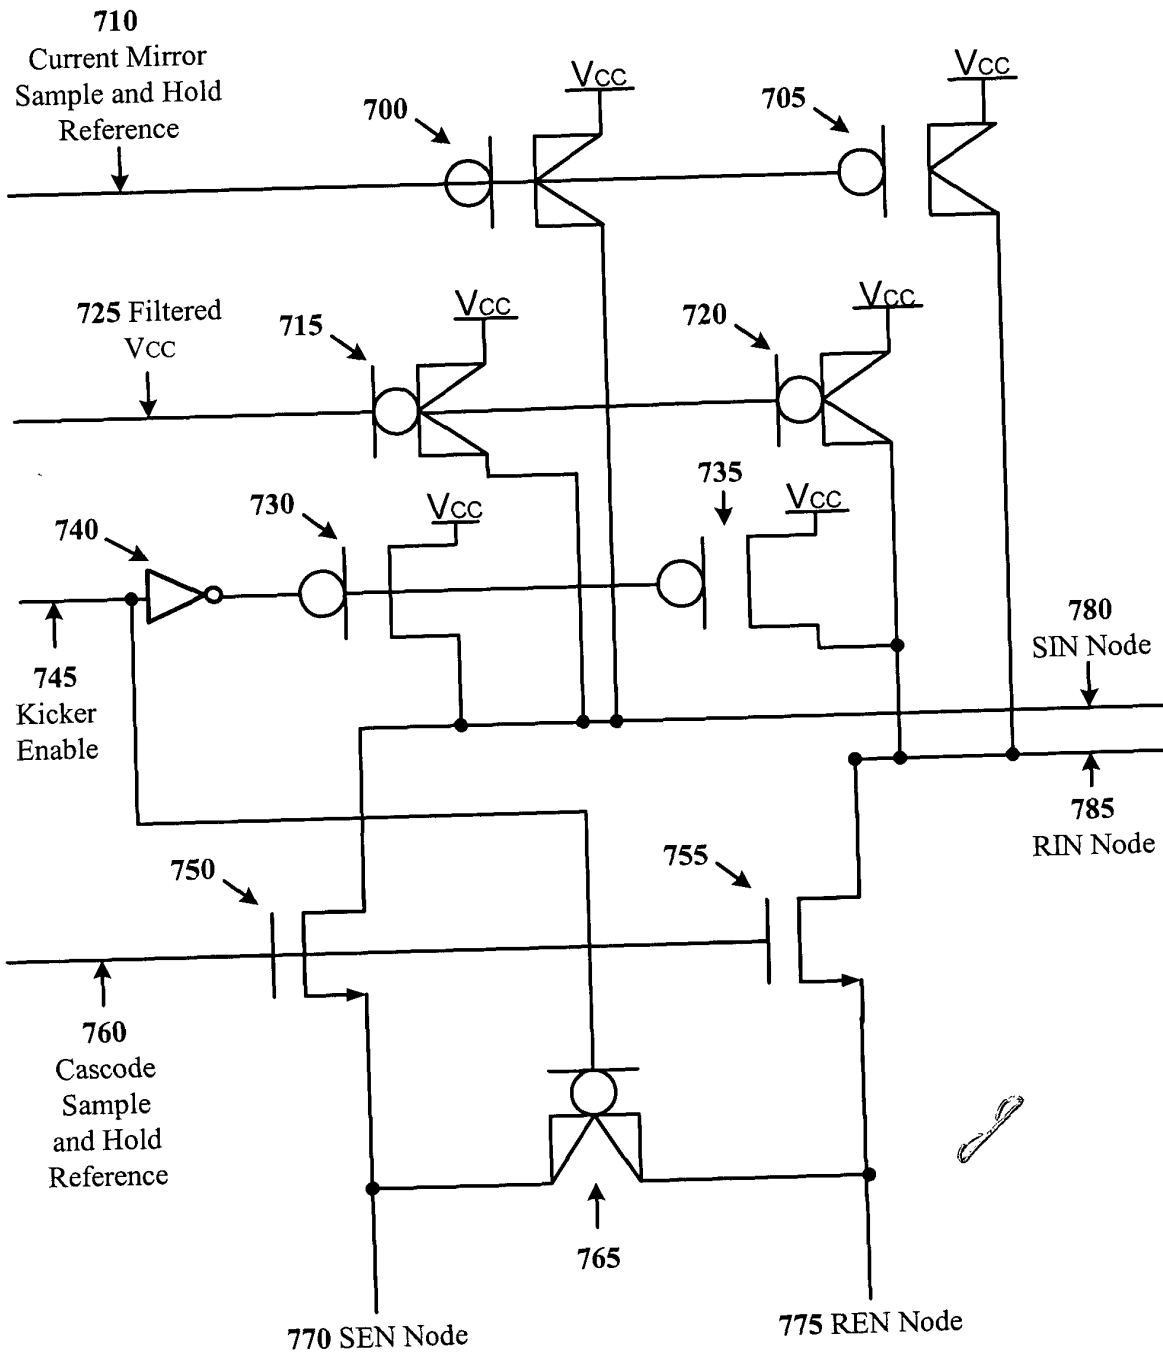 710
Current Mirror
Sample and Hold
Reference
700
VCC
705
VCC
725 Filtered
VCC
715
VCC
720
VCC
735
730
VCC
VCC
740
745
Kicker
Enable
780
SIN Node
785
RIN Node
750
755
760
Cascode
Sample
and Hold
Reference
765
770 SEN Node
775 REN Node